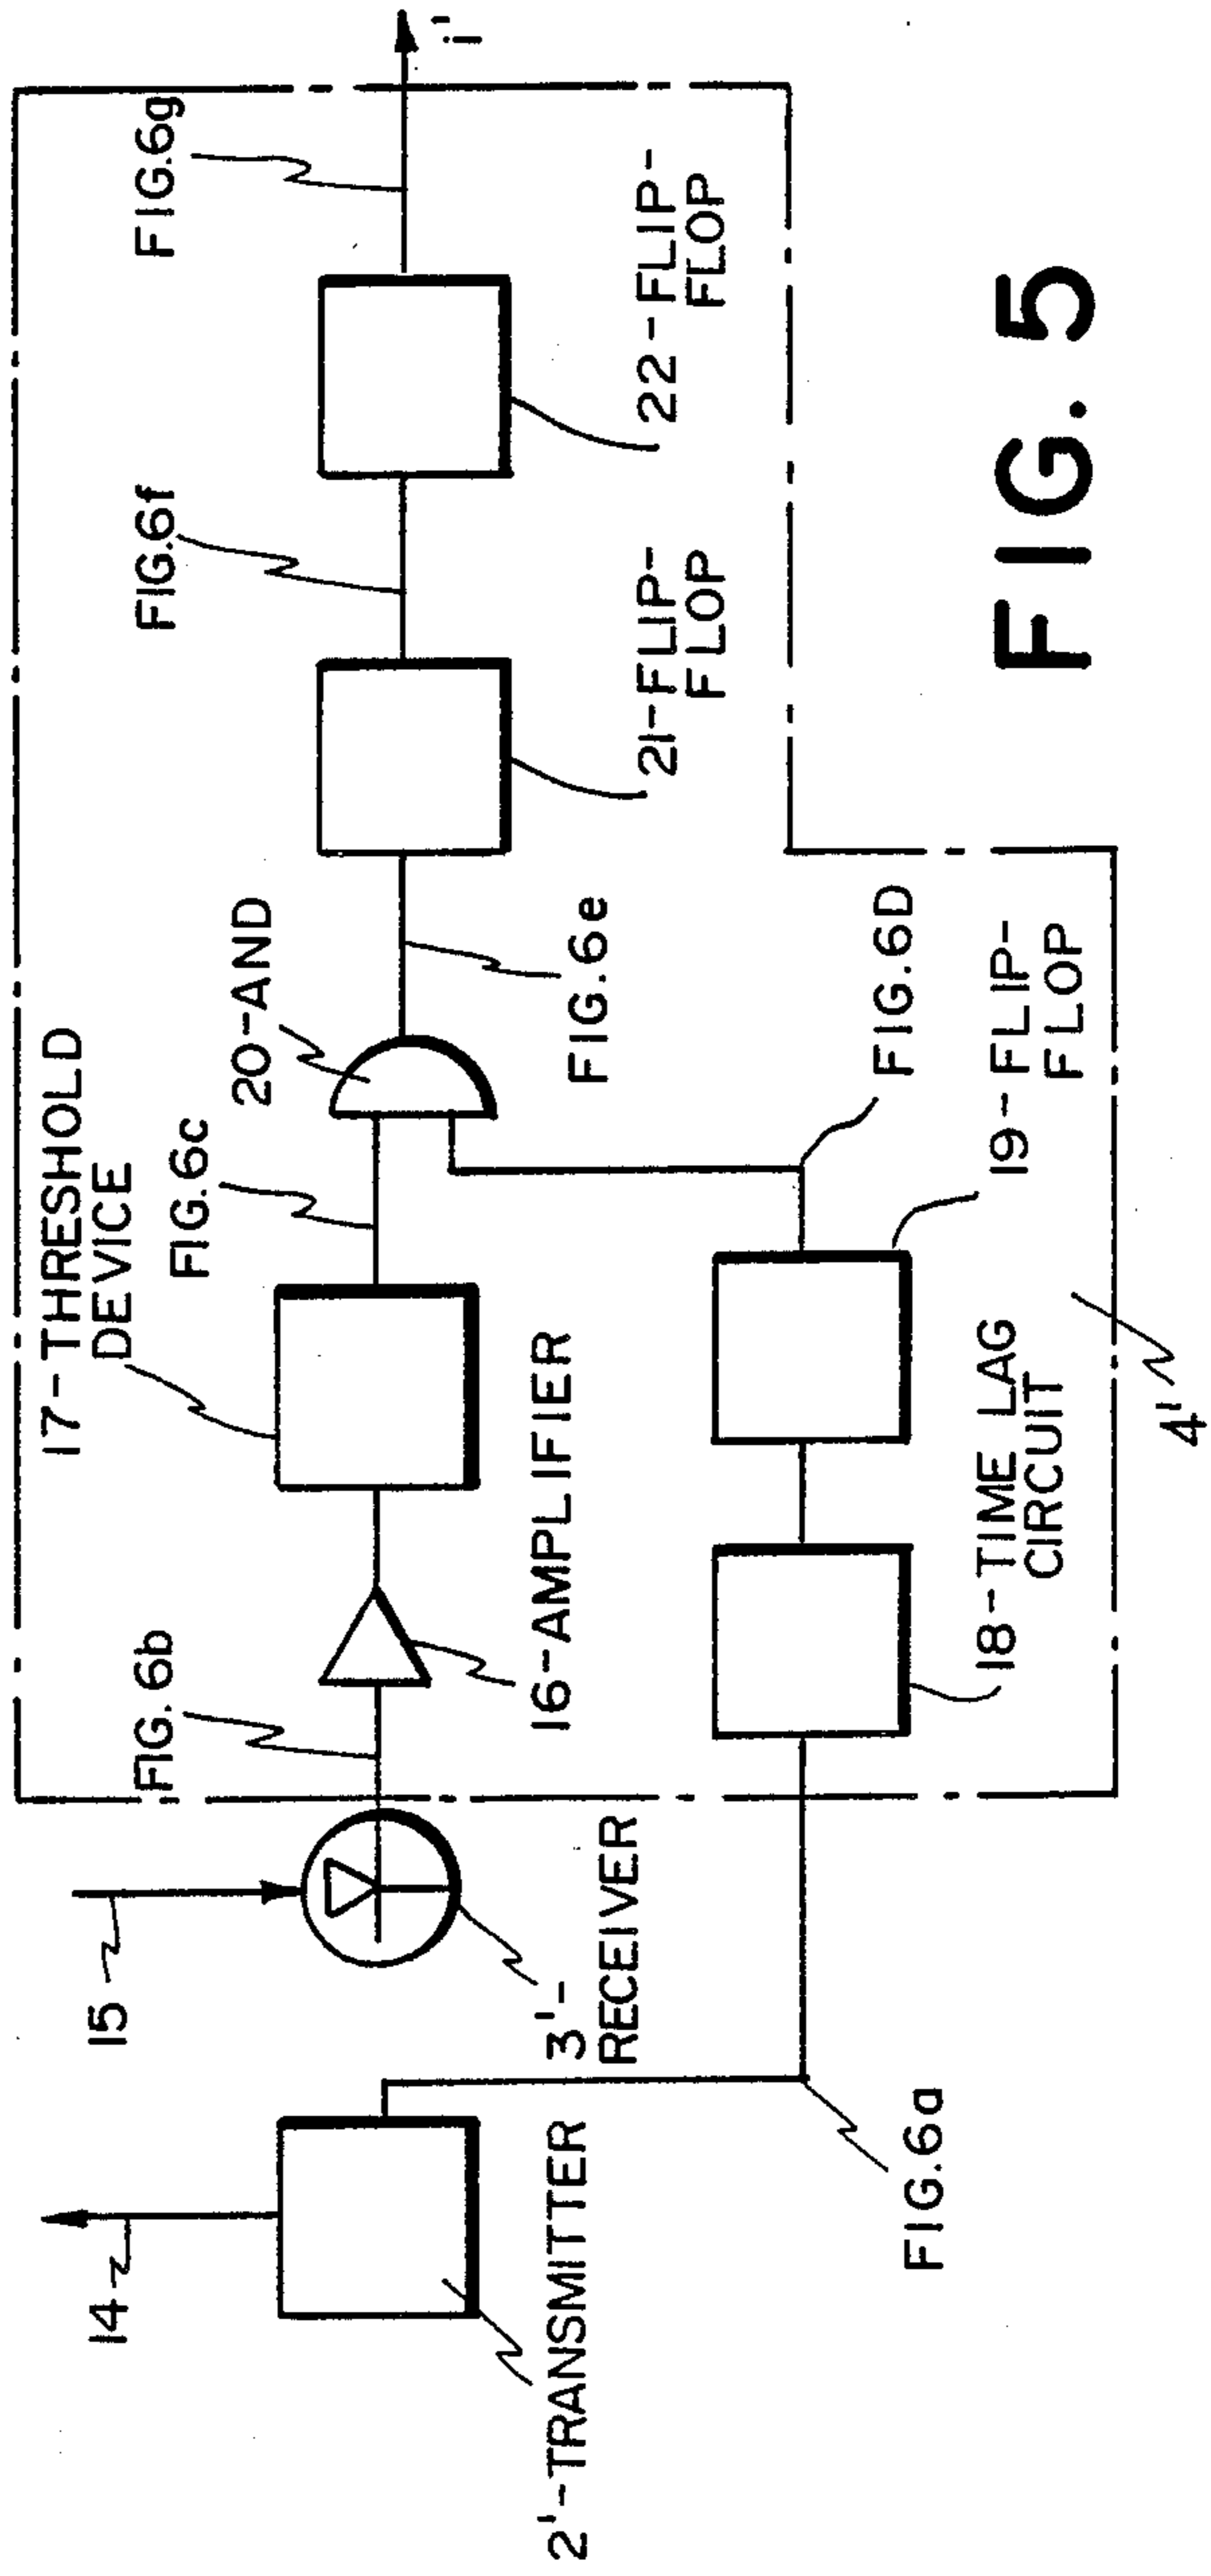 14
15
2'-TRANSMITTER
3'-
RECEIVER
FIG.6a
FIG.6b
16-AMPLIFIER
17-THRESHOLD
DEVICE
FIG.6c
18-TIME LAG
CIRCUIT
19-FLIP-
FLOP
FIG.6D
4'
20-AND
FIG.6e
21-FLIP-
FLOP
FIG.6f
22-FLIP-
FLOP
FIG.6g
i'
FIG. 5